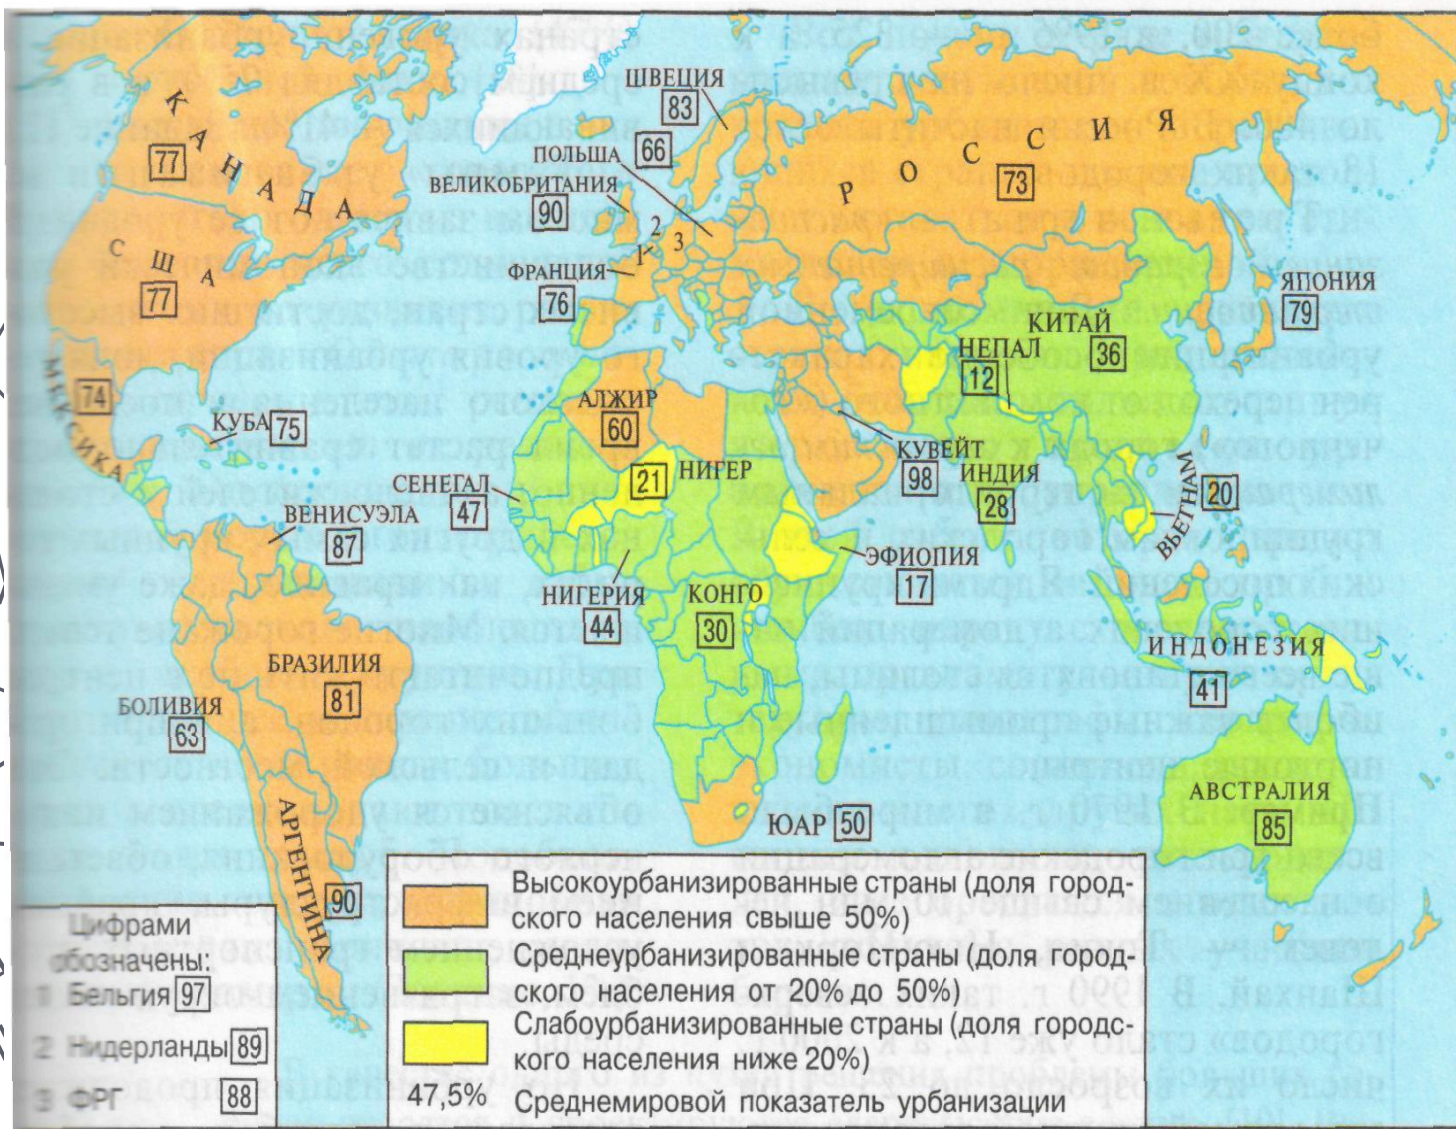 КАНАДА
77
США
77
МЕКСИКА
74
КУБА 75
ВЕНИСУЭЛА
87
БРАЗИЛИЯ
81
БОЛИВИЯ
63
АРГЕНТИНА
90
ШВЕЦИЯ
83
66
ПОЛЬША
ВЕЛИКОБРИТАНИЯ
90
1
2
3
ФРАНЦИЯ
76
РОССИЯ
73
ЯПОНИЯ
79
КИТАЙ
36
НЕПАЛ
12
АЛЖИР
60
НИГЕР
21
СЕНЕГАЛ
47
НИГЕРИЯ
44
КОНГО
30
КУВЕЙТ
98
ИНДИЯ
28
ЭФИОПИЯ
17
ВЬЕТНАМ
20
ИНДОНЕЗИЯ
41
АВСТРАЛИЯ
85
ЮАР 50
Цифрами
обозначены:
1 Бельгия 97
2 Нидерланды 89
3 ФРГ 88
Высокоурбанизированные страны (доля город-
ского населения свыше 50%)
Среднеурбанизированные страны (доля город-
ского населения от 20% до 50%)
Слабоурбанизированные страны (доля городс-
кого населения ниже 20%)
47,5% Среднемировой показатель урбанизации